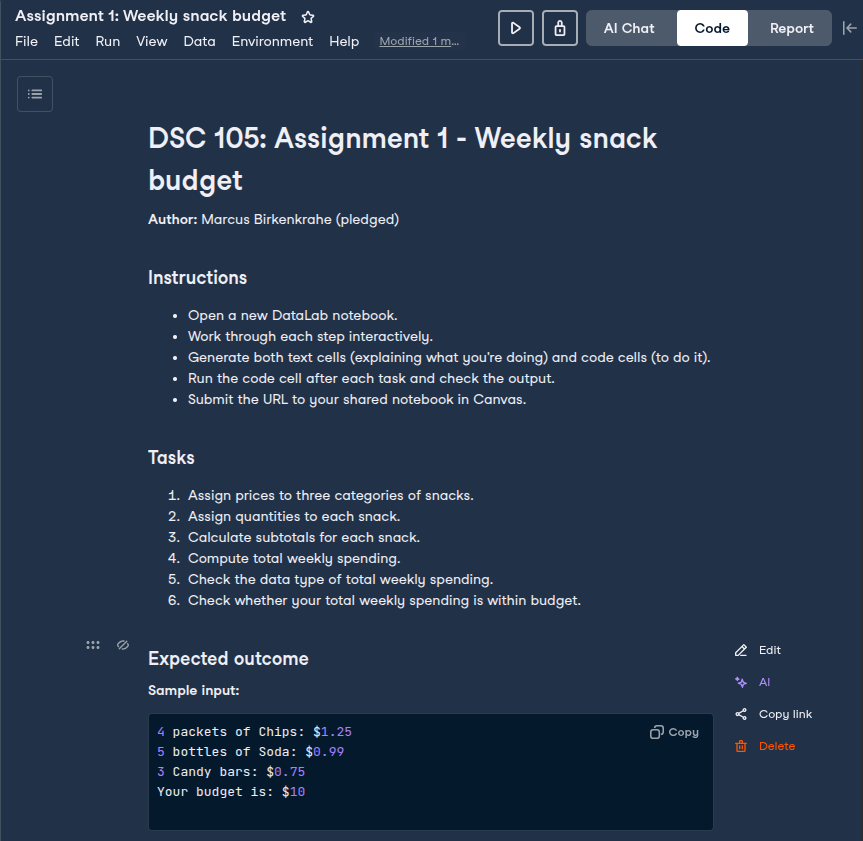 Assignment 1: Weekly snack budget
File Edit Run View Data Environment Help Modified 1 m...
AI Chat Code Report
DSC 105: Assignment 1 - Weekly snack
budget
Author: Marcus Birkenkrahe (pledged)
Instructions
• Open a new DataLab notebook.
• Work through each step interactively.
• Generate both text cells (explaining what you're doing) and code cells (to do it).
• Run the code cell after each task and check the output.
• Submit the URL to your shared notebook in Canvas.
Tasks
1. Assign prices to three categories of snacks.
2. Assign quantities to each snack.
3. Calculate subtotals for each snack.
4. Compute total weekly spending.
5. Check the data type of total weekly spending.
6. Check whether your total weekly spending is within budget.
Expected outcome
Sample input:
4 packets of Chips: $1.25
5 bottles of Soda: $0.99
3 Candy bars: $0.75
Your budget is: $10
Copy
Edit
AI
Copy link
Delete